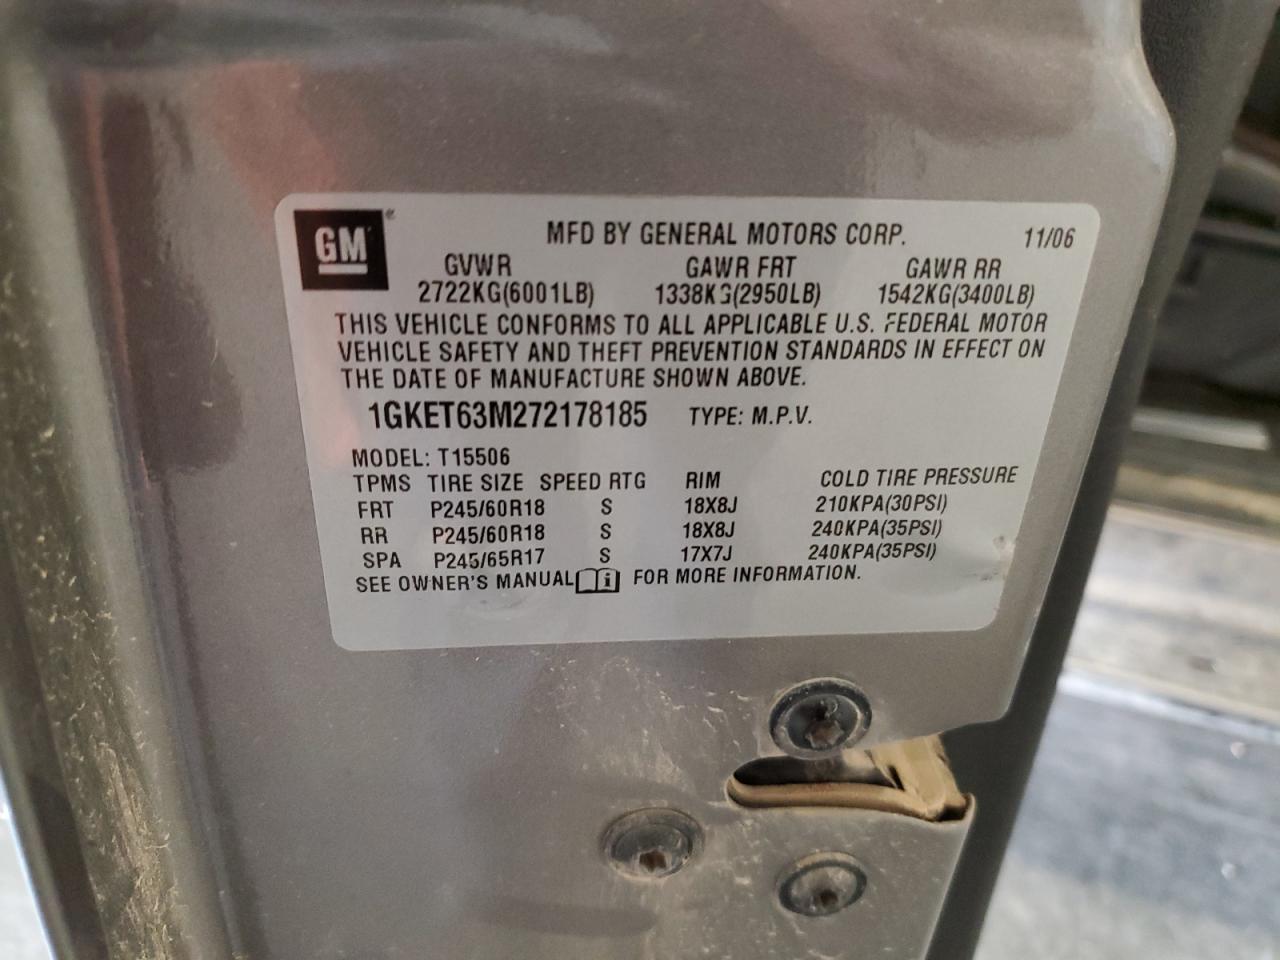 GM
MFD BY GENERAL MOTORS CORP. 11/06
GVWR GAWR FRT GAWR RR
2722KG(6001LB) 1338KG(2950LB) 1542KG(3400LB)
THIS VEHICLE CONFORMS TO ALL APPLICABLE U.S. FEDERAL MOTOR
VEHICLE SAFETY AND THEFT PREVENTION STANDARDS IN EFFECT ON
THE DATE OF MANUFACTURE SHOWN ABOVE.
1GKET63M272178185 TYPE: M.P.V.
MODEL: T15506
TPMS TIRE SIZE SPEED RTG RIM COLD TIRE PRESSURE
FRT P245/60R18 S 18X8J 210KPA(30PSI)
RR P245/60R18 S 18X8J 240KPA(35PSI)
SPA P245/65R17 S 17X7J 240KPA(35PSI)
SEE OWNER'S MANUAL i FOR MORE INFORMATION.